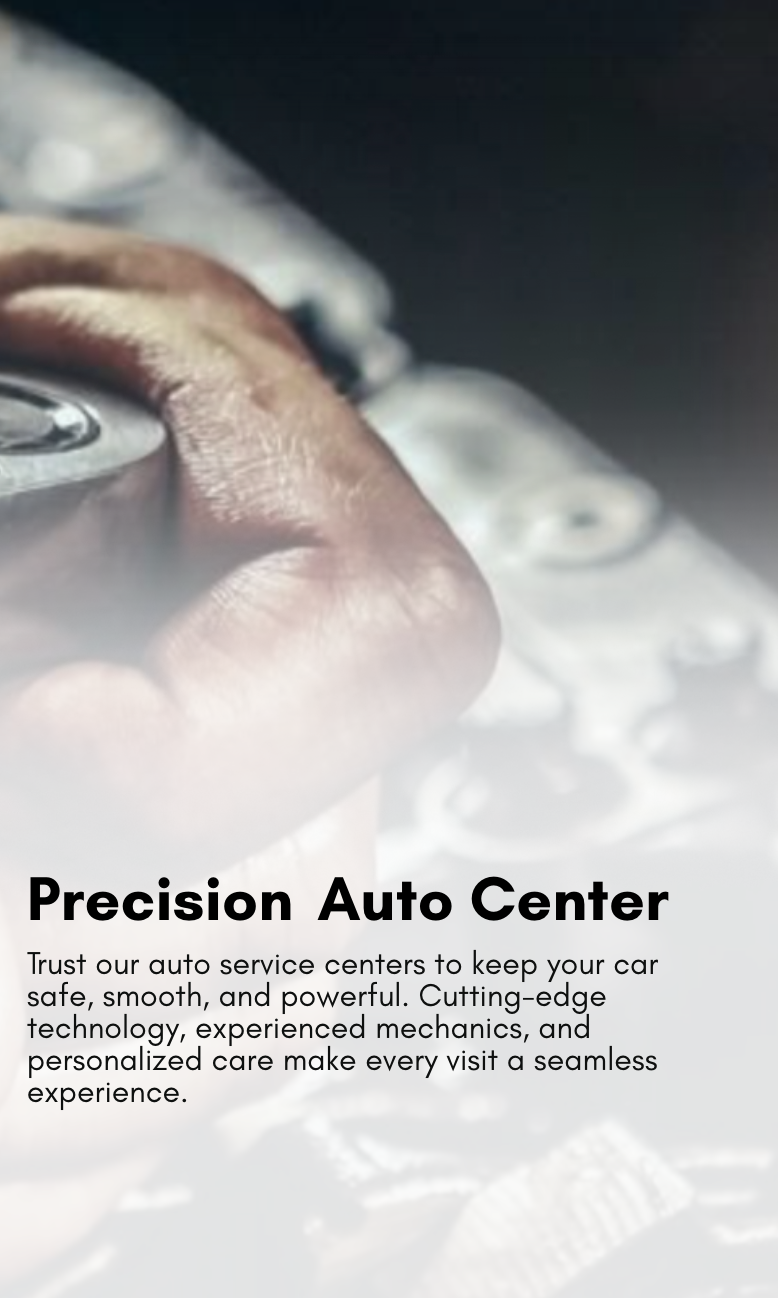 Precision Auto Center
Trust our auto service centers to keep your car
safe, smooth, and powerful. Cutting-edge
technology, experienced mechanics, and
personalized care make every visit a seamless
experience.